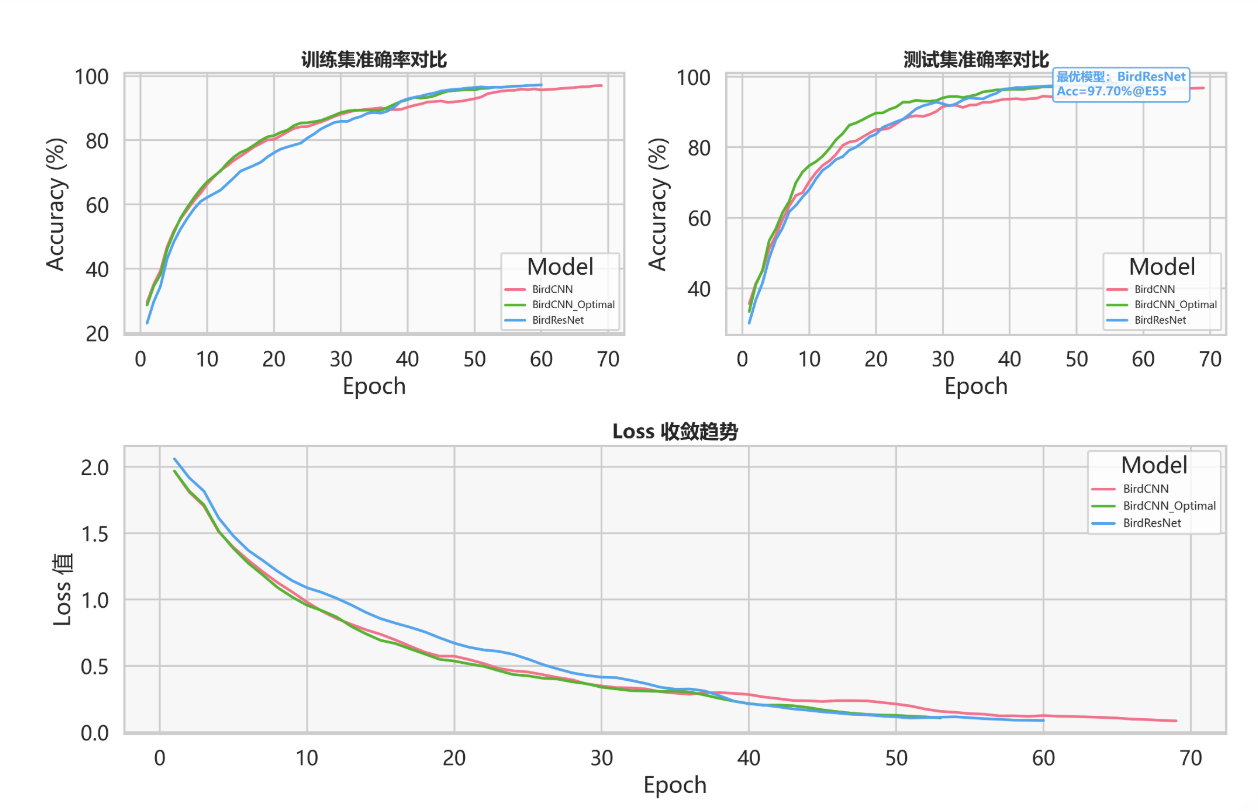 训练集准确率对比
100
80
60
40
20
Accuracy (%)
0 10 20 30 40 50 60 70
Epoch
Model
BirdCNN
BirdCNN_Optimal
BirdResNet
测试集准确率对比
最优模型：BirdResNet
Acc=97.70%@E55
100
80
60
40
Accuracy (%)
0 10 20 30 40 50 60 70
Epoch
Model
BirdCNN
BirdCNN_Optimal
BirdResNet
Loss 收敛趋势
2.0
1.5
1.0
0.5
0.0
Loss 值
0 10 20 30 40 50 60 70
Epoch
Model
BirdCNN
BirdCNN_Optimal
BirdResNet